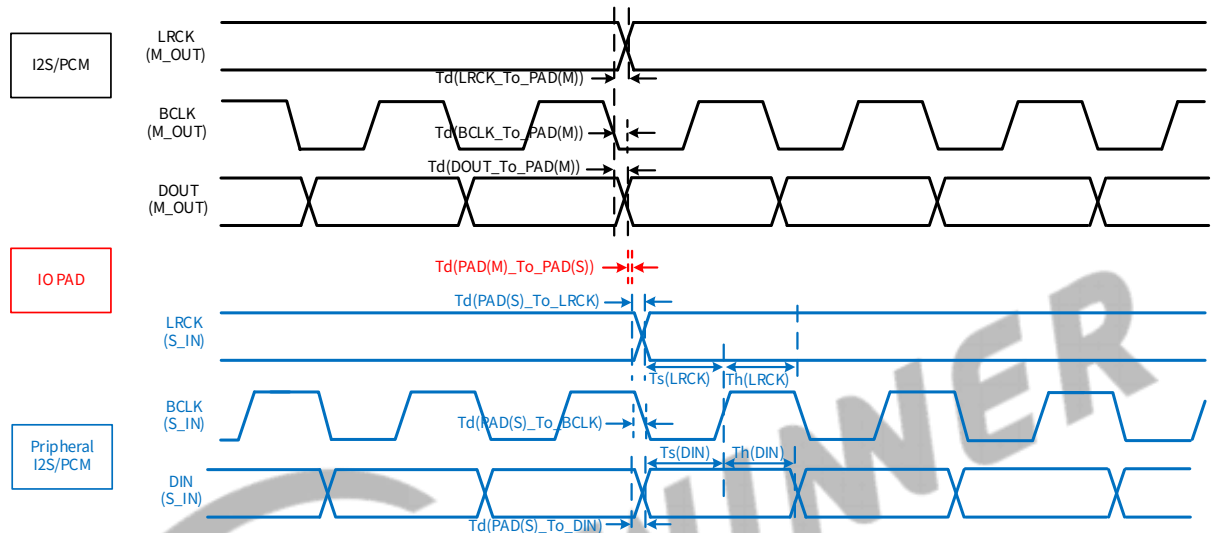 LRCK
(M_OUT)
I2S/PCM
Td(LRCK_To_PAD(M))
BCLK
(M_OUT)
Td(BCLK_To_PAD(M))
Td(DOUT_To_PAD(M))
DOUT
(M_OUT)
IO PAD
Td(PAD(M)_To_PAD(S))
Td(PAD(S)_To_LRCK)
LRCK
(S_IN)
Ts(LRCK)
Th(LRCK)
BCLK
(S_IN)
Td(PAD(S)_To_BCLK)
Pripheral
I2S/PCM
Ts(DIN)
Th(DIN)
DIN
(S_IN)
Td(PAD(S)_To_DIN)